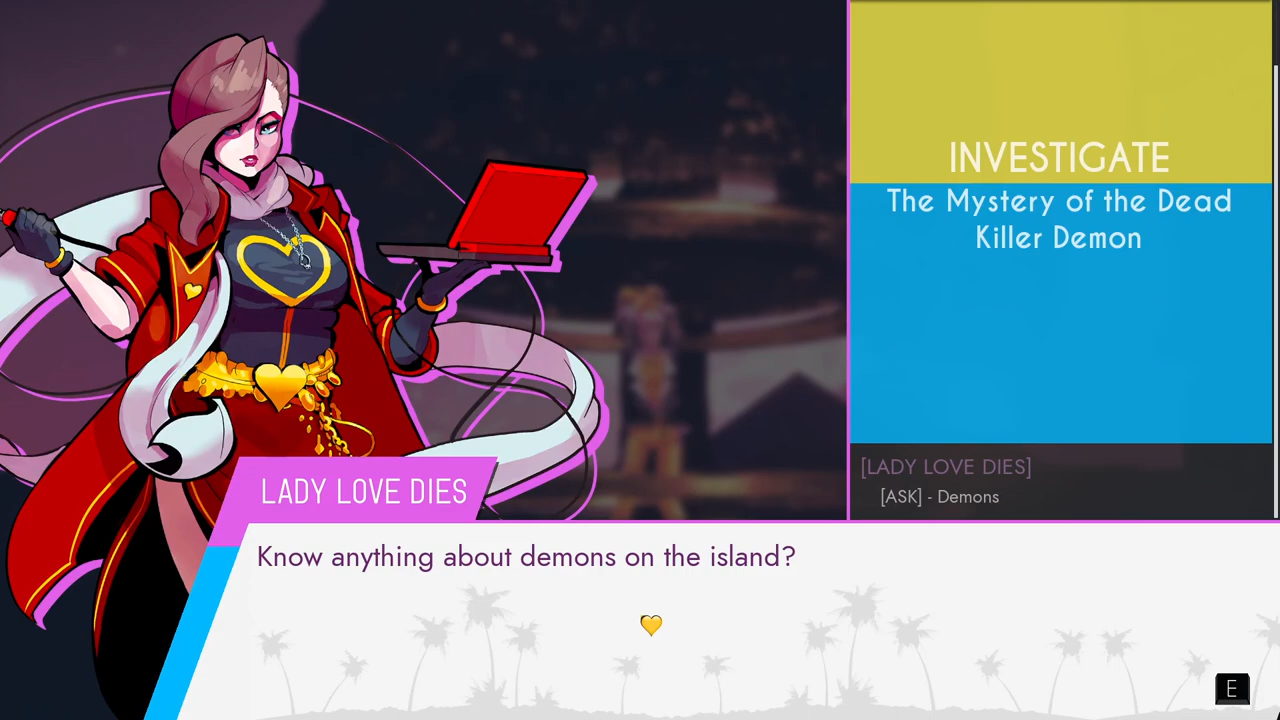 INVESTIGATE
The Mystery of the Dead
Killer Demon
[LADY LOVE DIES]
[ASK] - Demons
LADY LOVE DIES
Know anything about demons on the island?
E